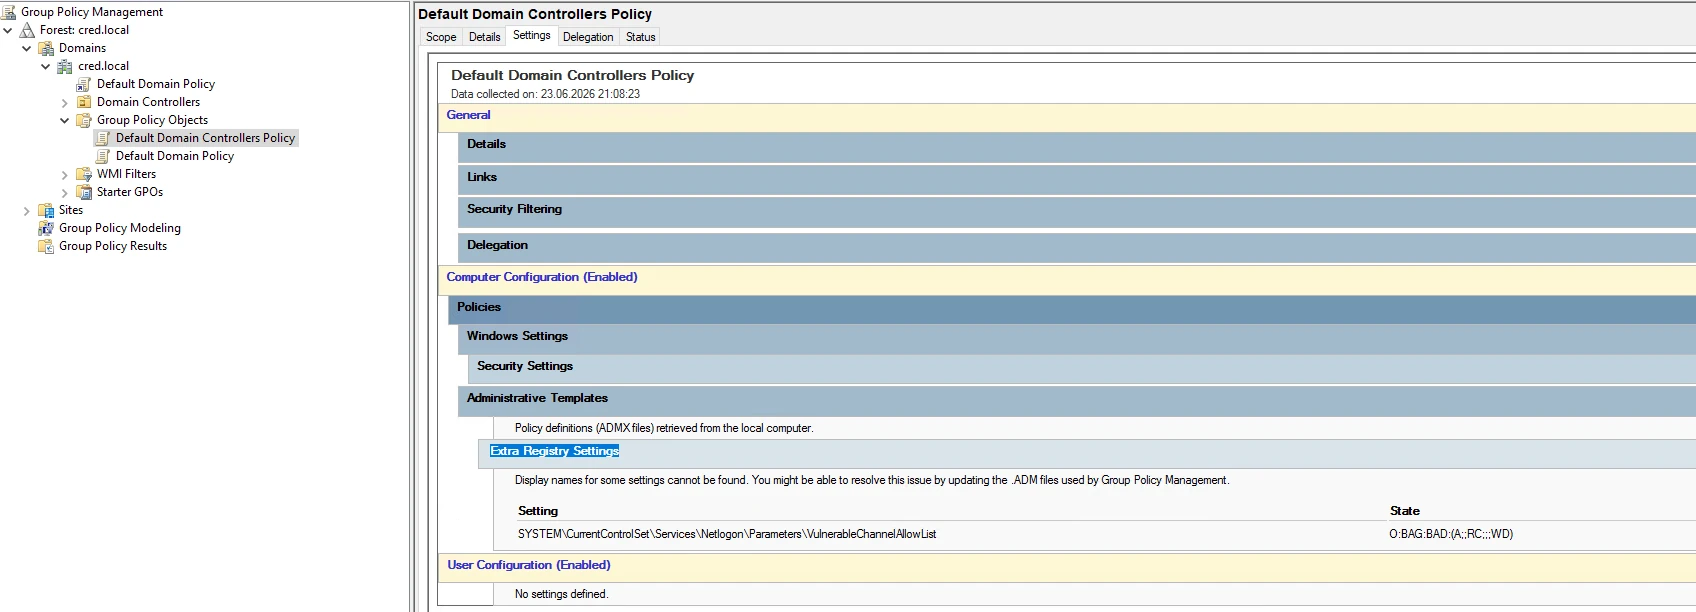 Group Policy Management
Forest: cred.local
Domains
cred.local
Default Domain Policy
Domain Controllers
Group Policy Objects
Default Domain Controllers Policy
Default Domain Policy
WMI Filters
Starter GPOs
Sites
Group Policy Modeling
Group Policy Results
Default Domain Controllers Policy
Scope Details Settings Delegation Status
Default Domain Controllers Policy
Data collected on: 23.06.2026 21:08:23
General
Details
Links
Security Filtering
Delegation
Computer Configuration (Enabled)
Policies
Windows Settings
Security Settings
Administrative Templates
Policy definitions (ADMX files) retrieved from the local computer.
Extra Registry Settings
Display names for some settings cannot be found. You might be able to resolve this issue by updating the .ADM files used by Group Policy Management.
Setting State
SYSTEM\CurrentControlSet\Services\Netlogon\Parameters\VulnerableChannelAllowList O:BAG:BAD:(A;;RC;;;WD)
User Configuration (Enabled)
No settings defined.